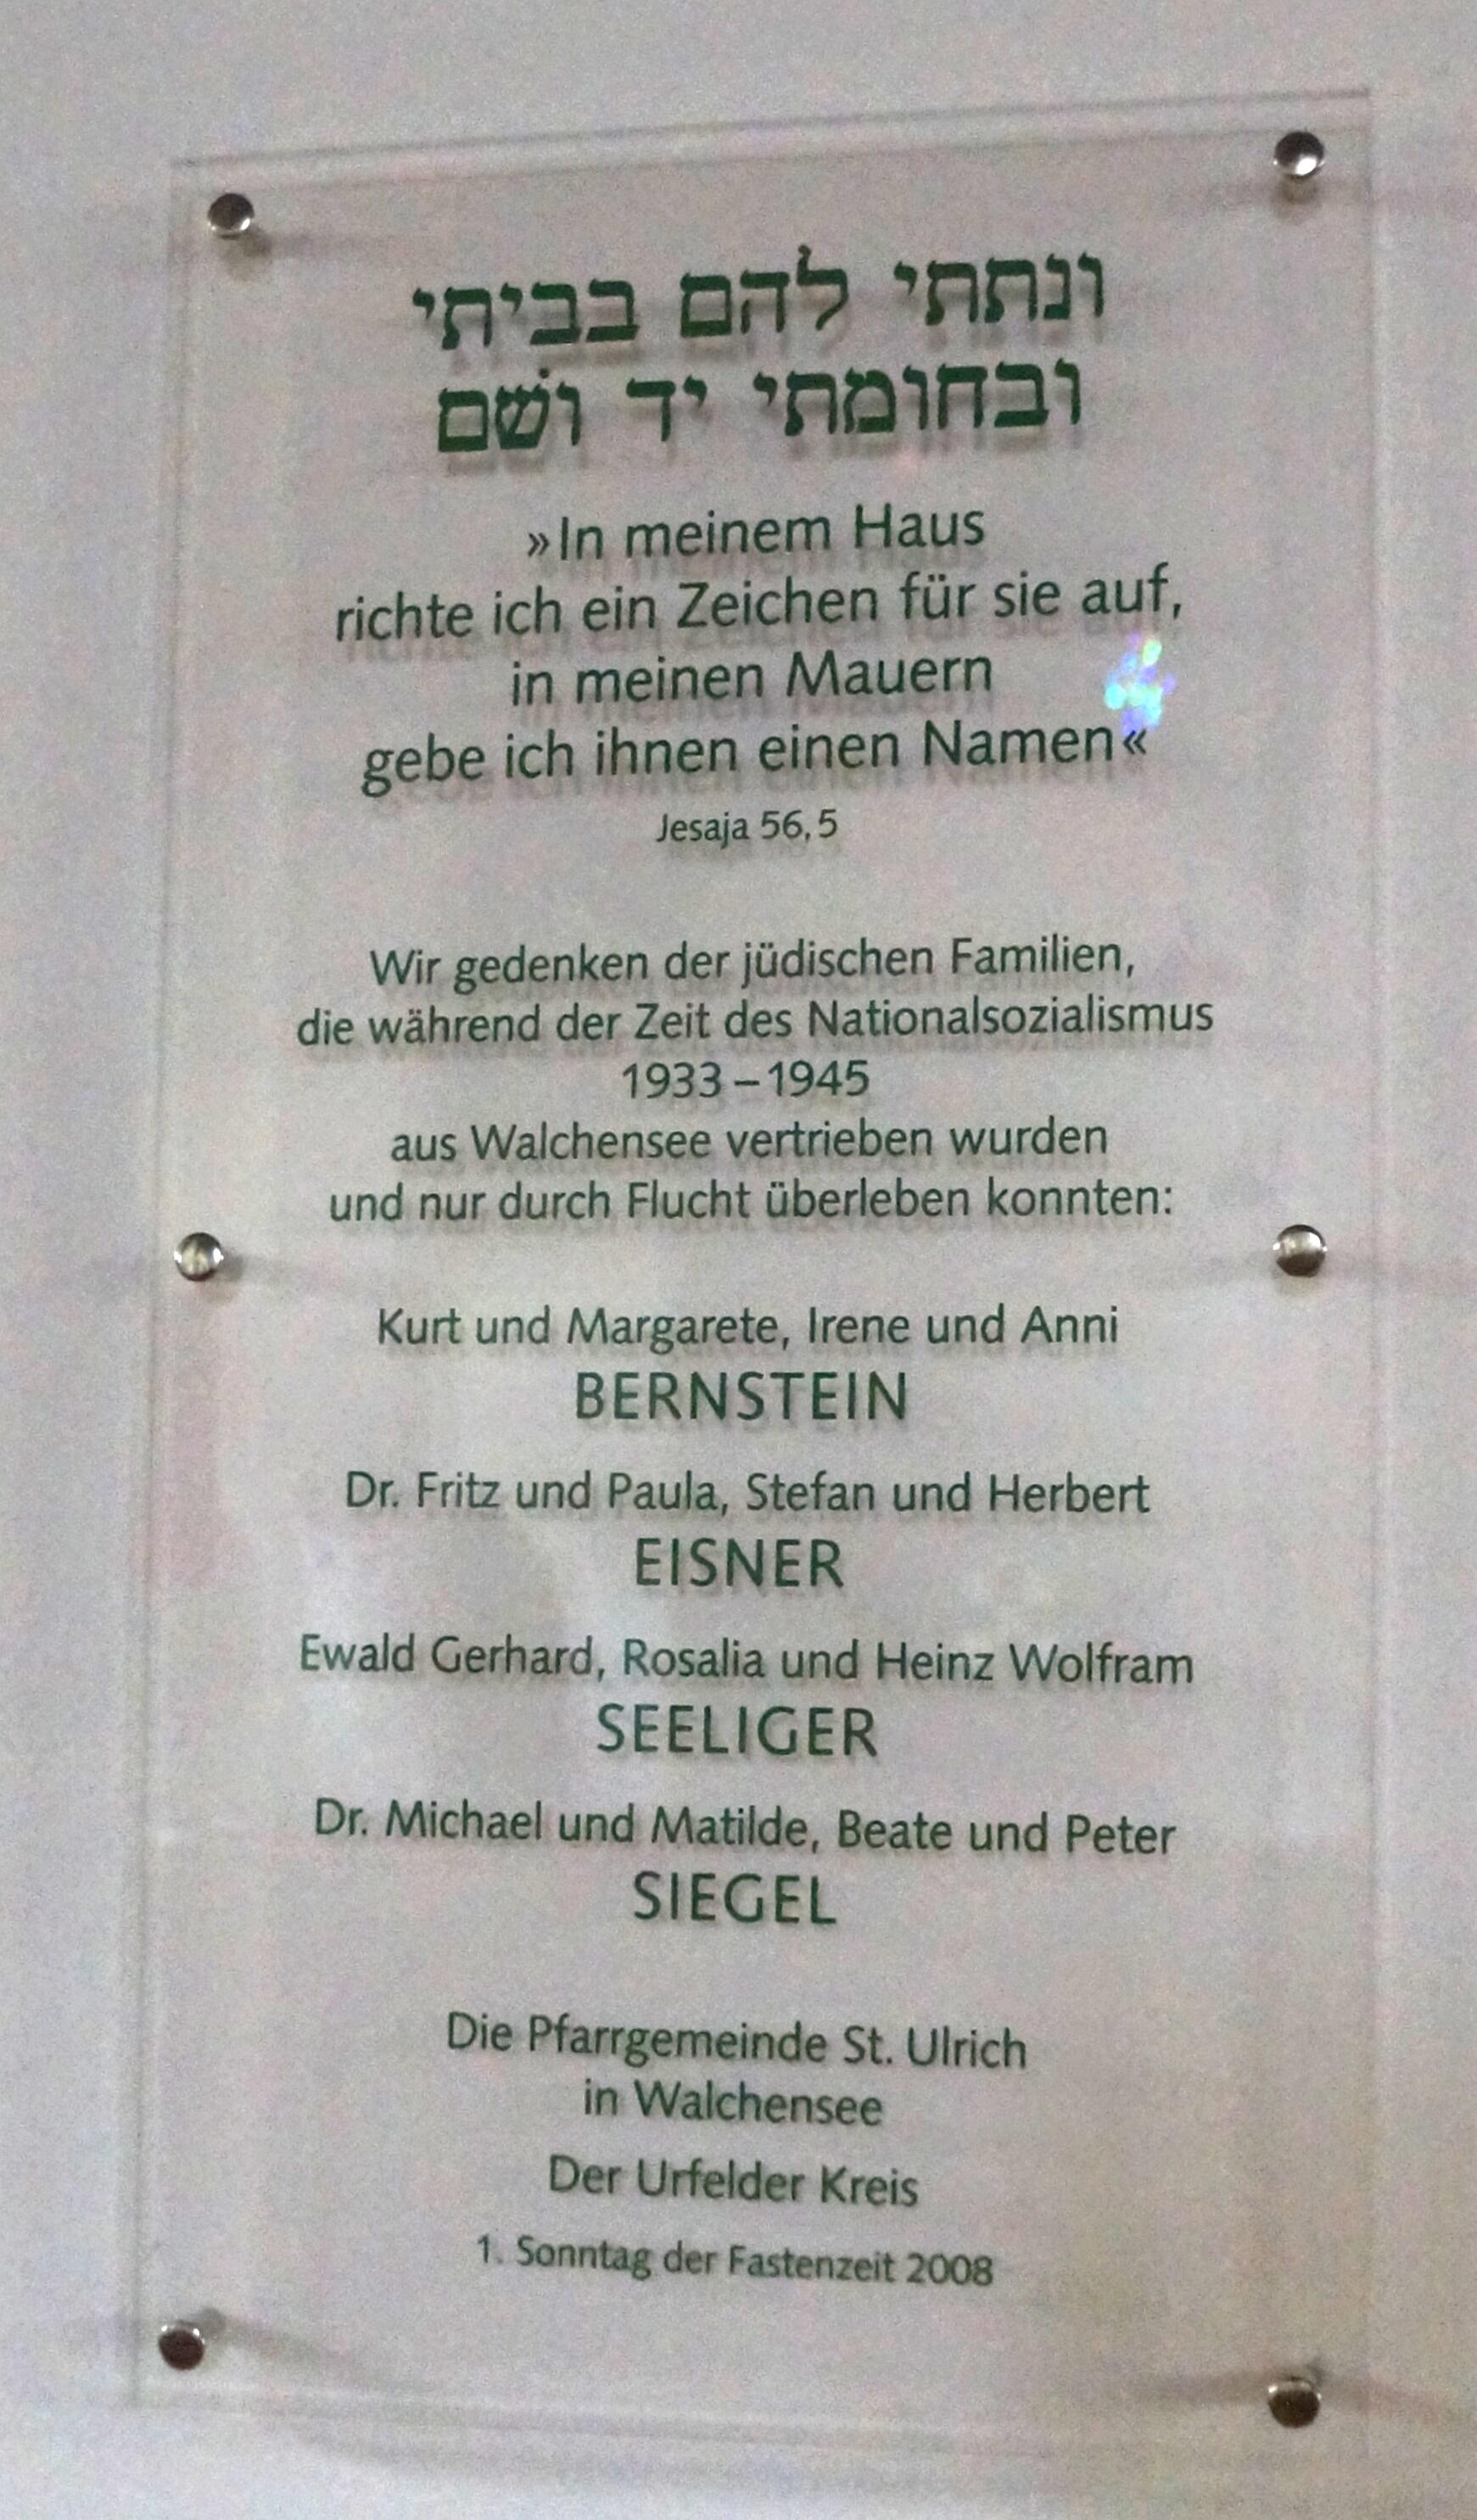 ונתתי להם בביתי
ובחומתי יד ושׁם
»In meinem Haus
richte ich ein Zeichen für sie auf,
in meinen Mauern
gebe ich ihnen einen Namen«
Jesaja 56,5
Wir gedenken der jüdischen Familien,
die während der Zeit des Nationalsozialismus
1933 – 1945
aus Walchensee vertrieben wurden
und nur durch Flucht überleben konnten:
Kurt und Margarete, Irene und Anni
BERNSTEIN
Dr. Fritz und Paula, Stefan und Herbert
EISNER
Ewald Gerhard, Rosalia und Heinz Wolfram
SEELIGER
Dr. Michael und Matilde, Beate und Peter
SIEGEL
Die Pfarrgemeinde St. Ulrich
in Walchensee
Der Urfelder Kreis
1. Sonntag der Fastenzeit 2008